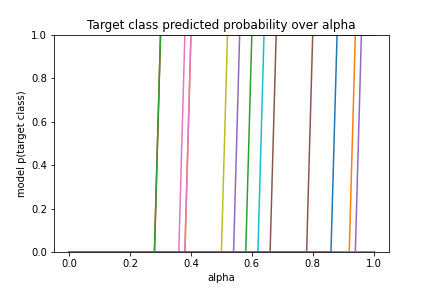 Target class predicted probability over alpha
1.0
0.8
0.6
0.4
0.2
0.0
model p(target class)
0.0 0.2 0.4 0.6 0.8 1.0
alpha